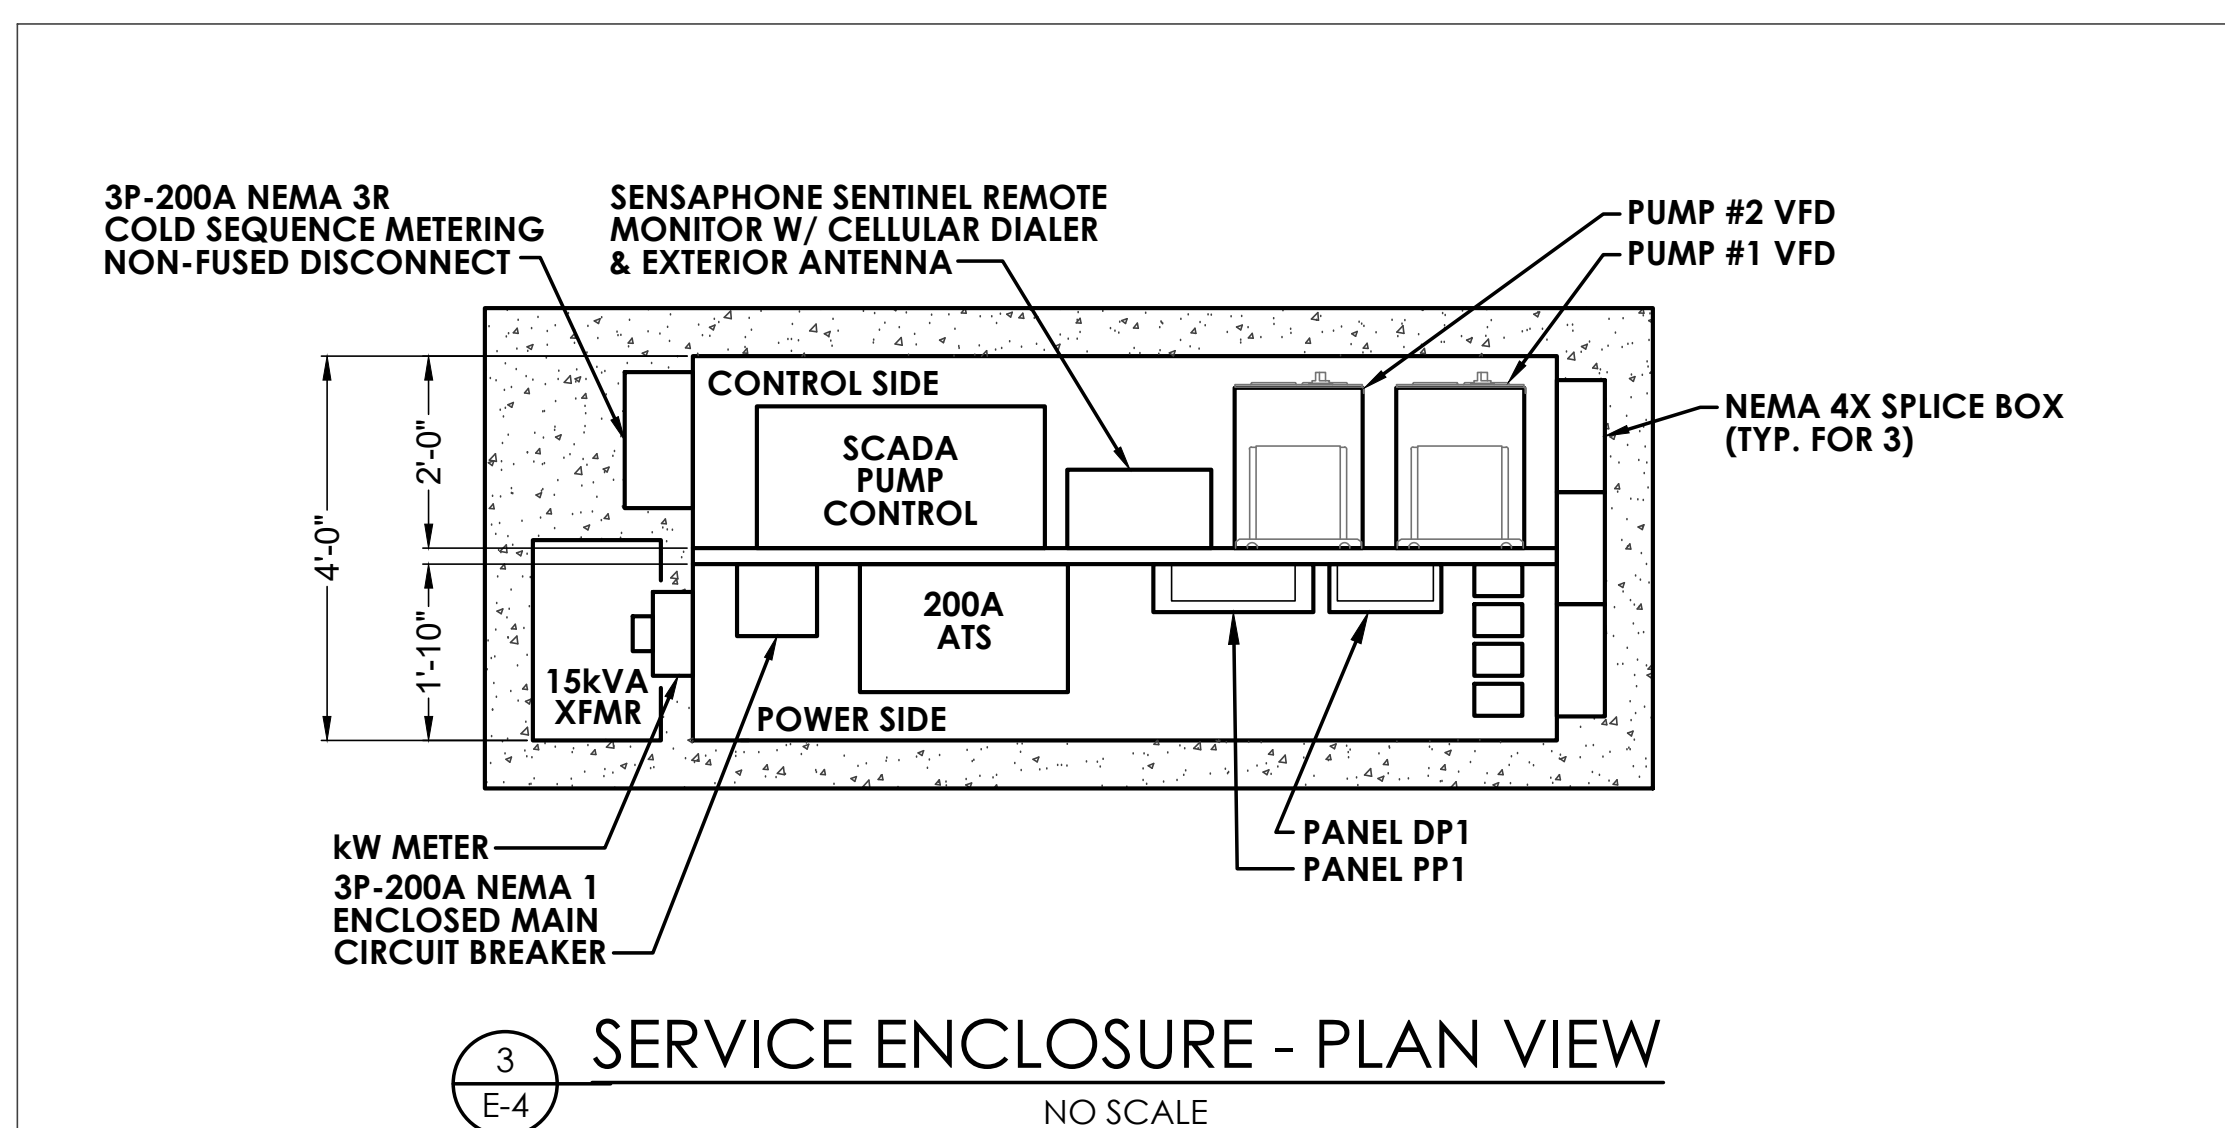 3P-200A NEMA 3R
COLD SEQUENCE METERING
NON-FUSED DISCONNECT
SENSAPHONE SENTINEL REMOTE
MONITOR W/ CELLULAR DIALER
& EXTERIOR ANTENNA
PUMP #2 VFD
PUMP #1 VFD
CONTROL SIDE
SCADA
PUMP
CONTROL
NEMA 4X SPLICE BOX
(TYP. FOR 3)
2'-0"
4'-0"
1'-10"
200A
ATS
15kVA
XFMR
POWER SIDE
kW METER
3P-200A NEMA 1
ENCLOSED MAIN
CIRCUIT BREAKER
PANEL DP1
PANEL PP1
3
E-4
SERVICE ENCLOSURE - PLAN VIEW
NO SCALE